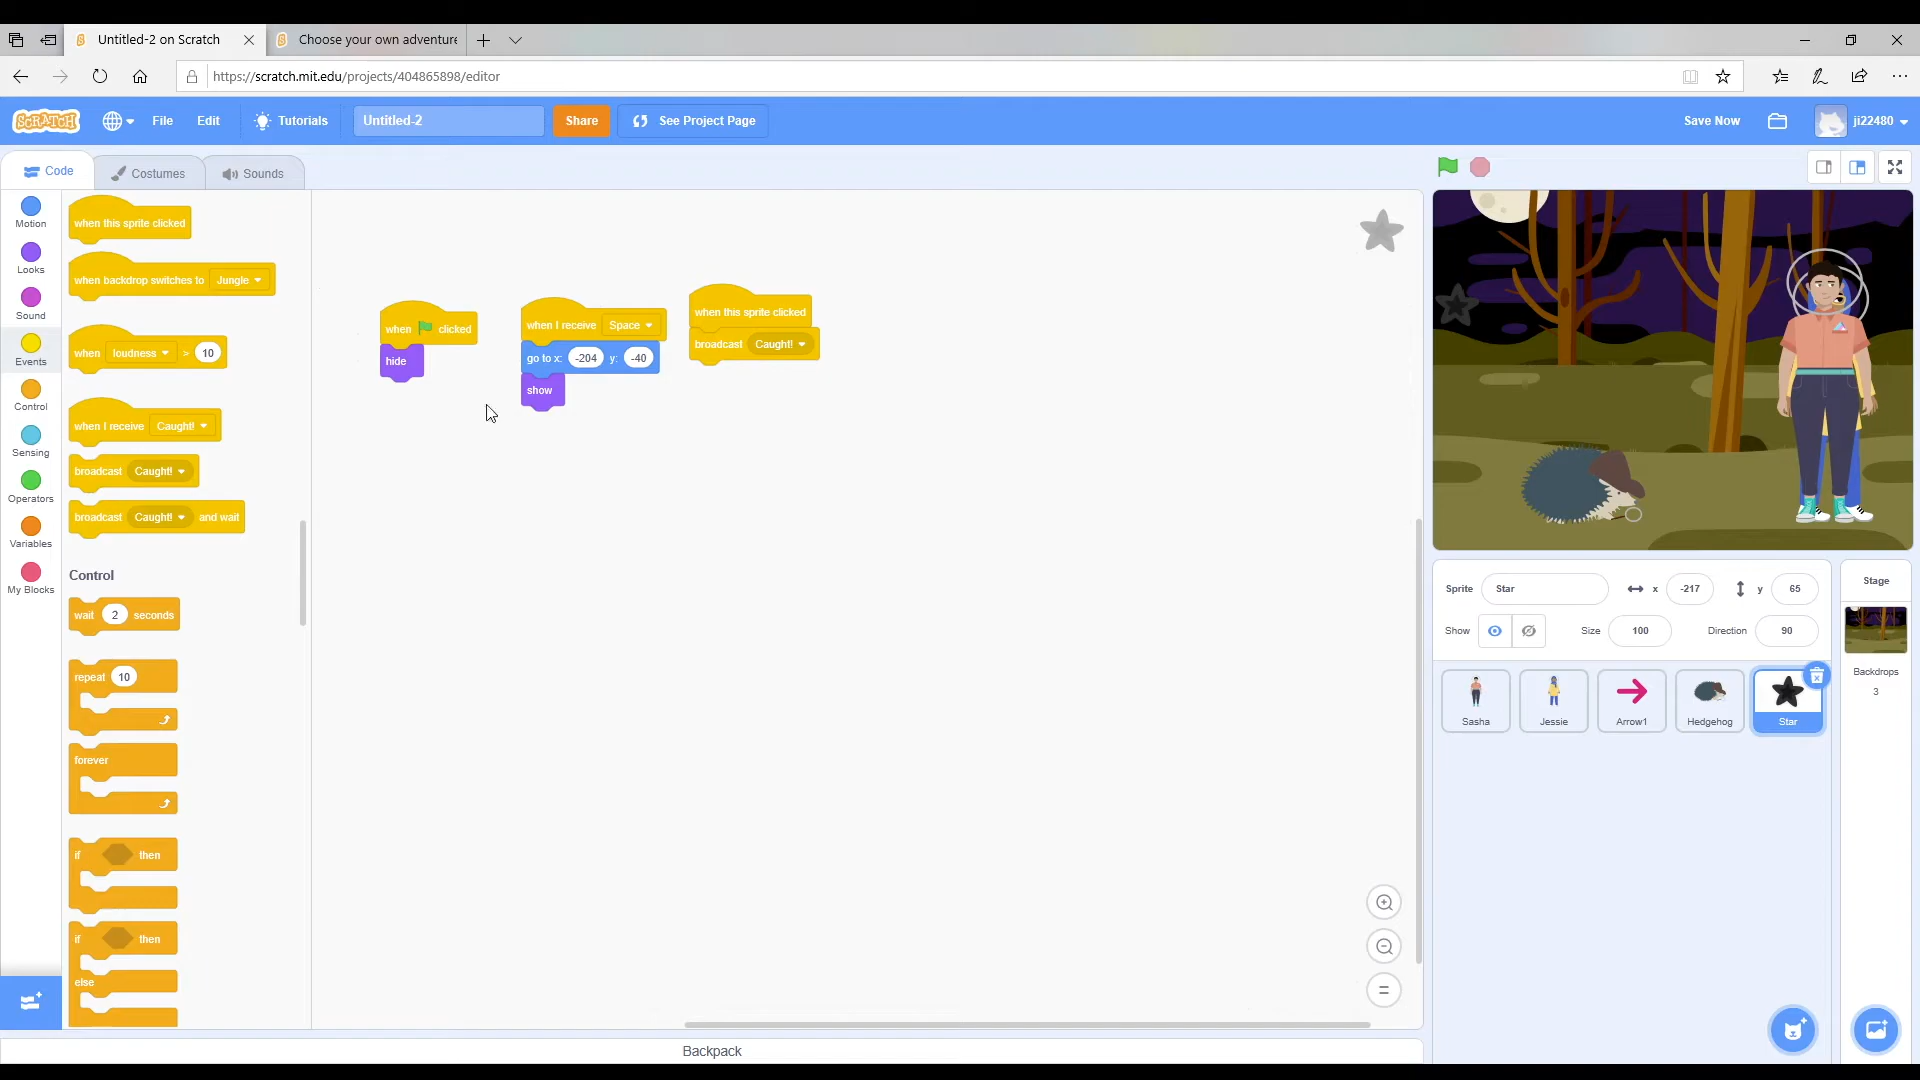 Untitled-2 on Scratch
Choose your own adventure
https://scratch.mit.edu/projects/404865898/editor
SCRATCH
File
Edit
Tutorials
Untitled-2
Share
See Project Page
Save Now
ji22480
Code
Costumes
Sounds
Motion
Looks
Sound
Events
Control
Sensing
Operators
Variables
My Blocks
when this sprite clicked
when backdrop switches to Jungle
when loudness > 10
when I receive Caught!
broadcast Caught!
broadcast Caught! and wait
Control
wait 2 seconds
repeat 10
forever
if then
if then
else
when clicked
hide
when I receive Space
go to x: -204 y: -40
show
when this sprite clicked
broadcast Caught!
Sprite Star x -217 y 65
Show Size 100 Direction 90
Sasha
Jessie
Arrow1
Hedgehog
Star
Stage
Backdrops
3
Backpack